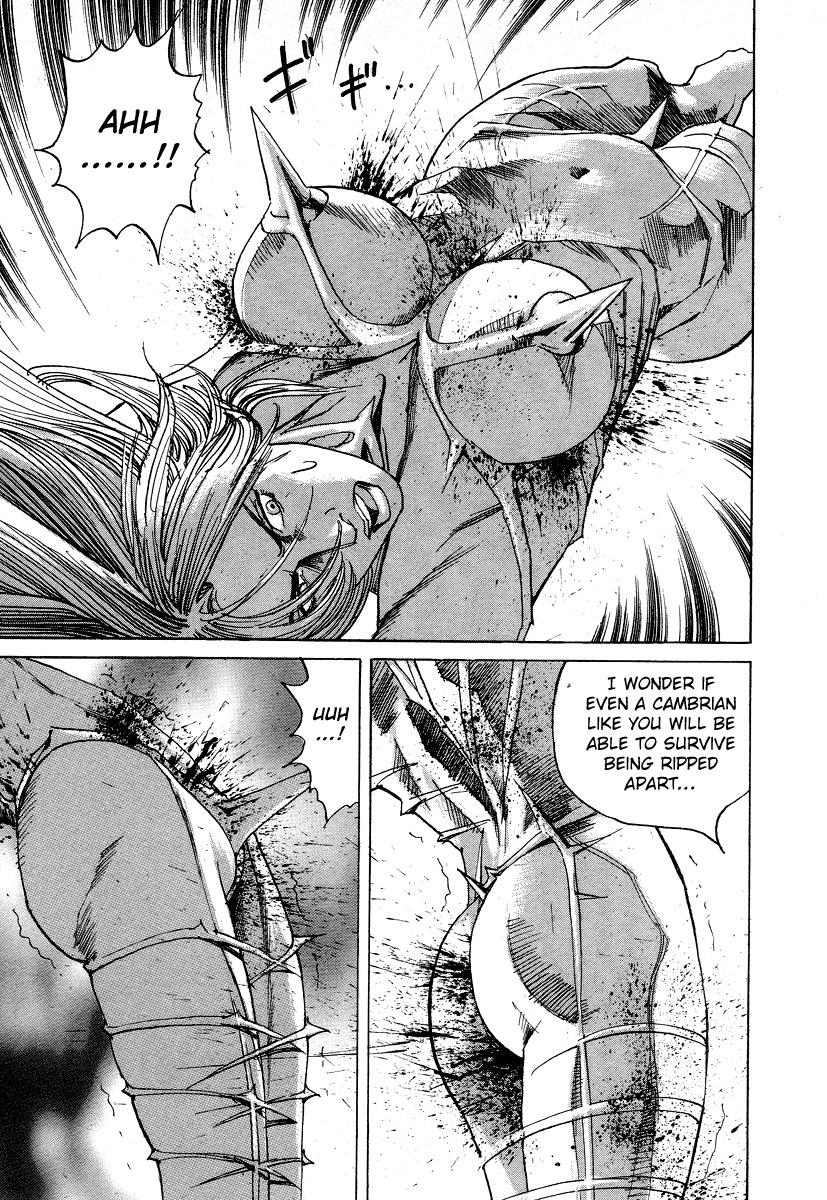 ギギ...
AHH
......!!
I WONDER IF
EVEN A CAMBRIAN
LIKE YOU WILL BE
ABLE TO SURVIVE
BEING RIPPED
APART...
UUH
...!